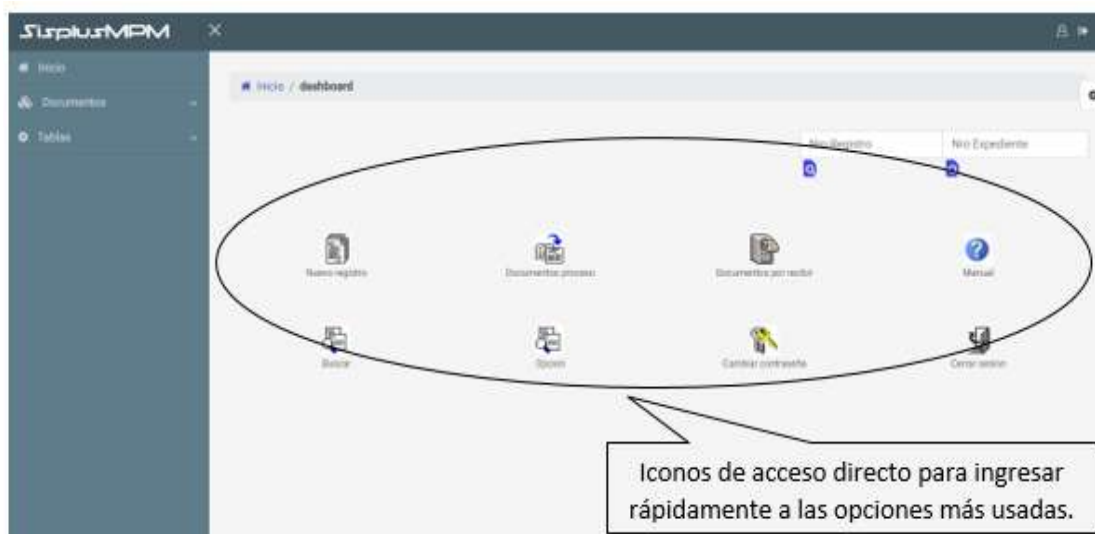 SisplusMPM
Inicio
Inicio / dashboard
Documentos
Tablas
Nro Registro
Nro Expediente
Nuevo registro
Documentos proceso
Documentos por recibir
Manual
Buscar
Cambiar contraseña
Cerrar sesion
Iconos de acceso directo para ingresar
rápidamente a las opciones más usadas.